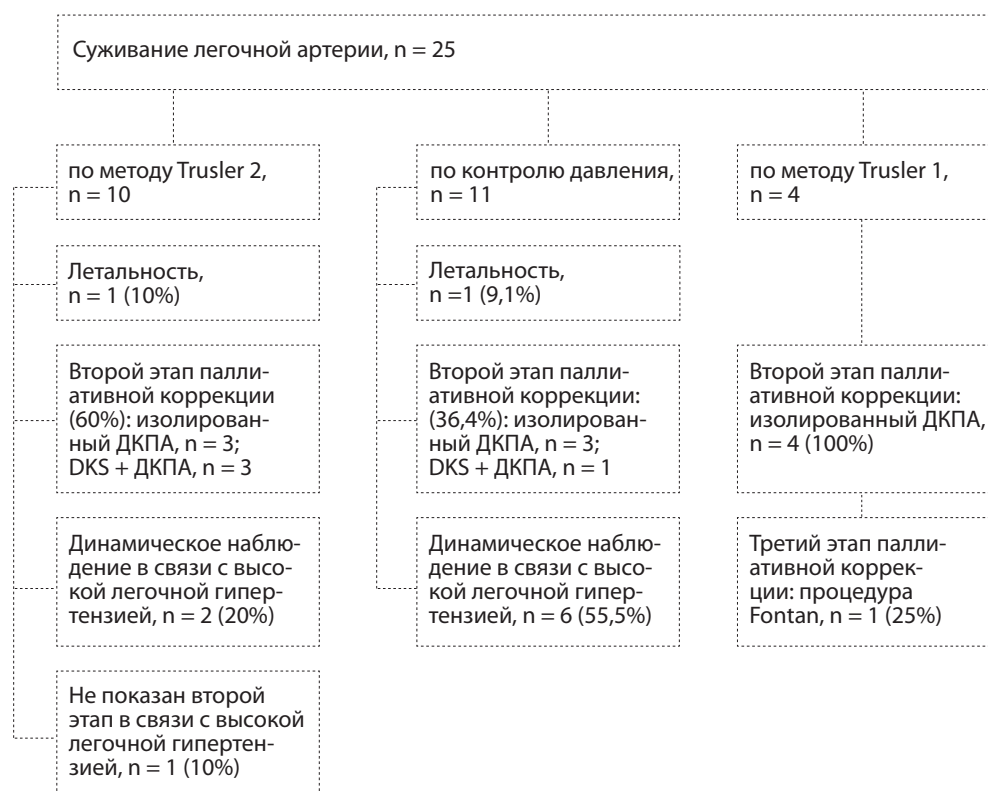 Суживание легочной артерии, n = 25
по методу Trusler 2,
n = 10
Летальность,
n = 1 (10%)
Второй этап палли-
ативной коррекции
(60%): изолирован-
ный ДКПА, n = 3;
DKS + ДКПА, n = 3
Динамическое наблю-
дение в связи с высо-
кой легочной гипер-
тензией, n = 2 (20%)
Не показан второй
этап в связи с высокой
легочной гипертен-
зией, n = 1 (10%)
по контролю давления,
n = 11
Летальность,
n =1 (9,1%)
Второй этап палли-
ативной коррекции:
(36,4%): изолирован-
ный ДКПА, n = 3;
DKS + ДКПА, n = 1
Динамическое наблю-
дение в связи с высо-
кой легочной гипер-
тензией, n = 6 (55,5%)
по методу Trusler 1,
n = 4
Второй этап палли-
ативной коррекции:
изолированный ДКПА,
n = 4 (100%)
Третий этап палли-
ативной коррек-
ции: процедура
Fontan, n = 1 (25%)